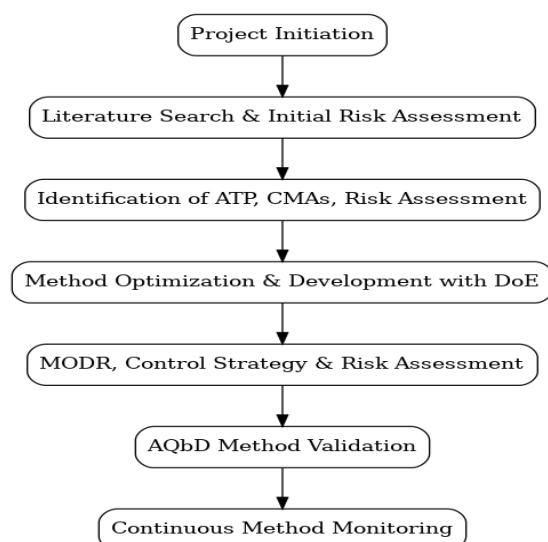 Project Initiation
Literature Search & Initial Risk Assessment
Identification of ATP, CMAs, Risk Assessment
Method Optimization & Development with DoE
MODR, Control Strategy & Risk Assessment
AQbD Method Validation
Continuous Method Monitoring